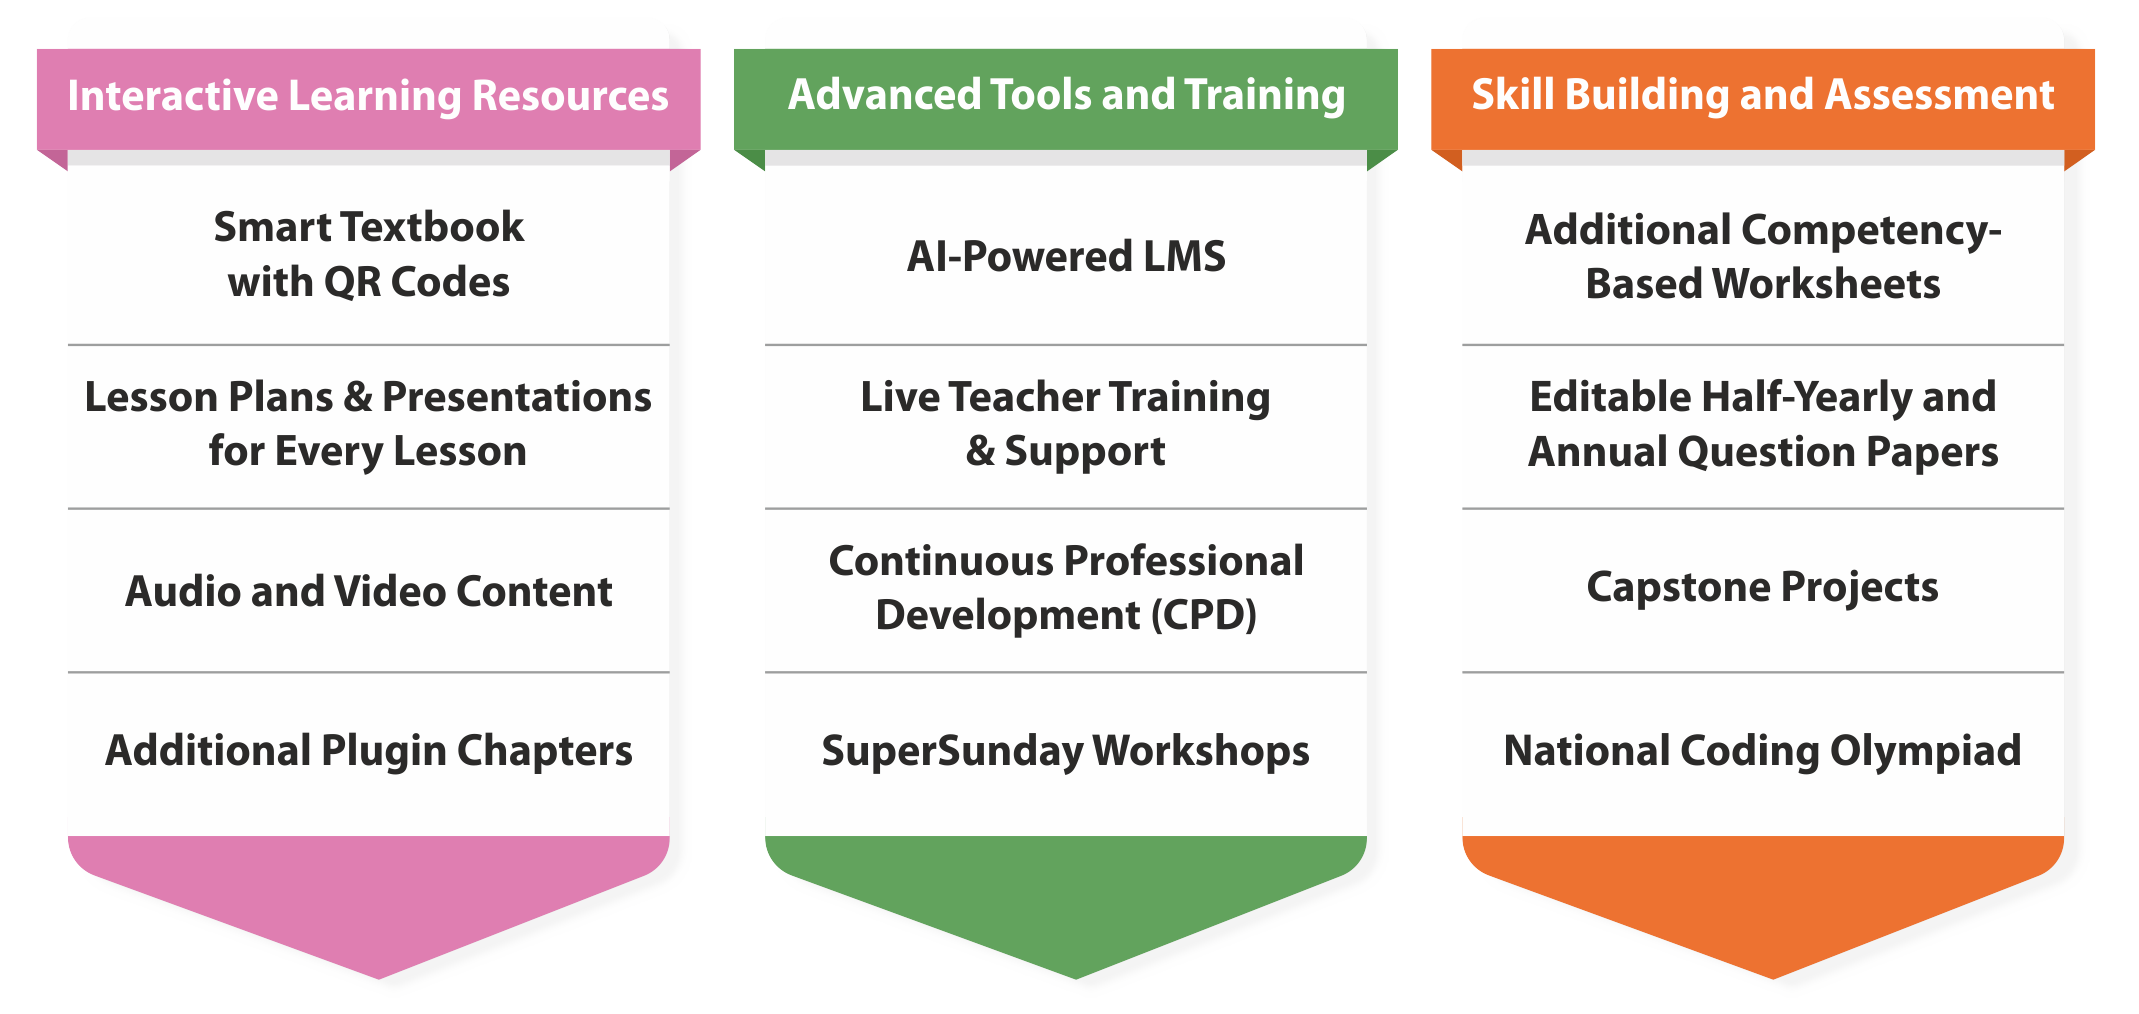 Interactive Learning Resources
Smart Textbook
with QR Codes
Lesson Plans & Presentations
for Every Lesson
Audio and Video Content
Additional Plugin Chapters
Advanced Tools and Training
AI-Powered LMS
Live Teacher Training
& Support
Continuous Professional
Development (CPD)
SuperSunday Workshops
Skill Building and Assessment
Additional Competency-
Based Worksheets
Editable Half-Yearly and
Annual Question Papers
Capstone Projects
National Coding Olympiad